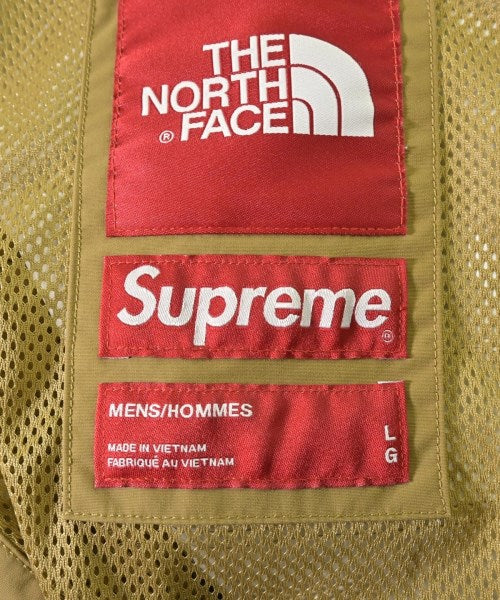 THE
NORTH
FACE
®
Supreme
®
MENS/HOMMES
MADE IN VIETNAM
FABRIQUÉ AU VIETNAM
L
G